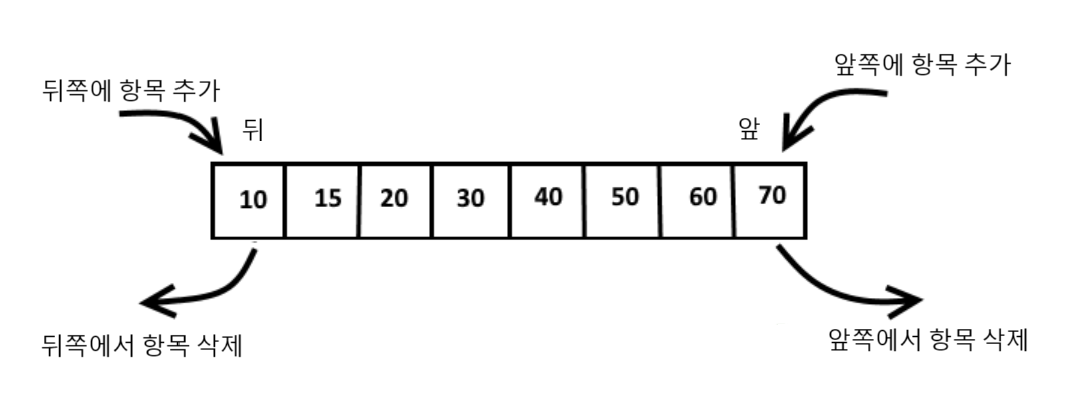 앞쪽에 항목 추가
뒤쪽에 항목 추가
뒤
앞
10 15 20 30 40 50 60 70
뒤쪽에서 항목 삭제
앞쪽에서 항목 삭제